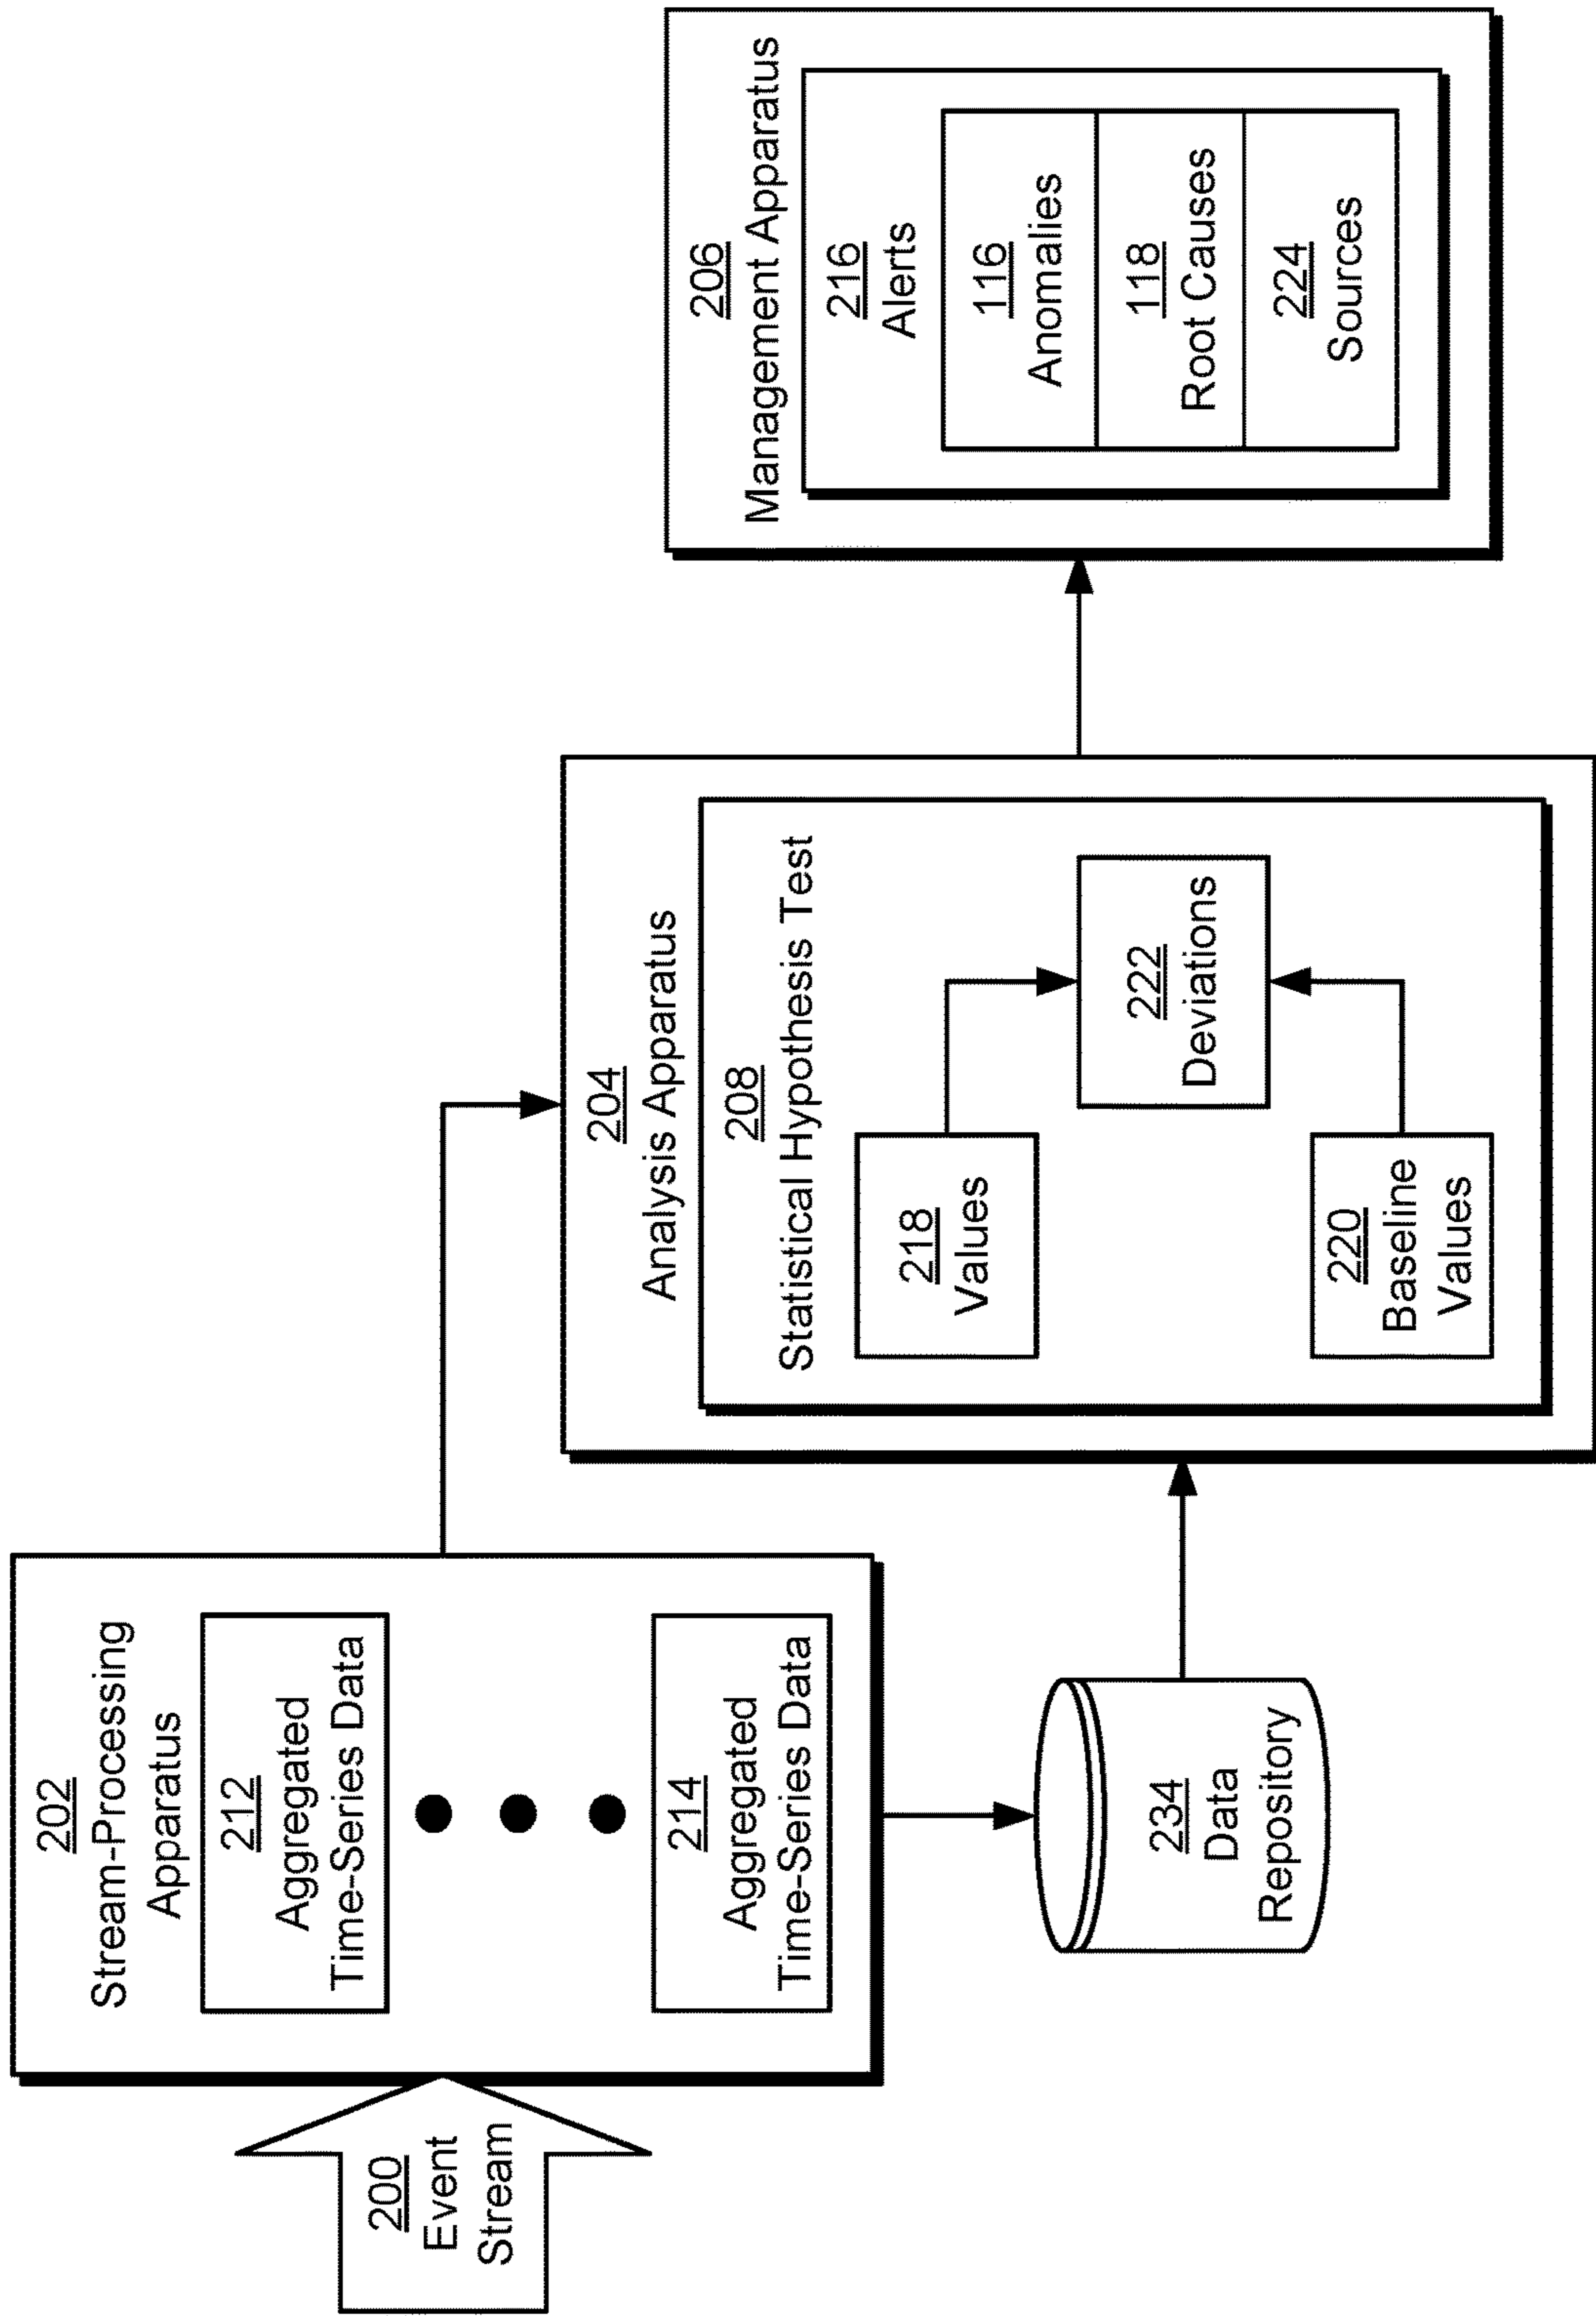 200
Event
Stream
202
Stream-Processing
Apparatus
212
Aggregated
Time-Series Data
214
Aggregated
Time-Series Data
234
Data
Repository
204
Analysis Apparatus
208
Statistical Hypothesis Test
218
Values
220
Baseline
Values
222
Deviations
206
Management Apparatus
216
Alerts
116
Anomalies
118
Root Causes
224
Sources